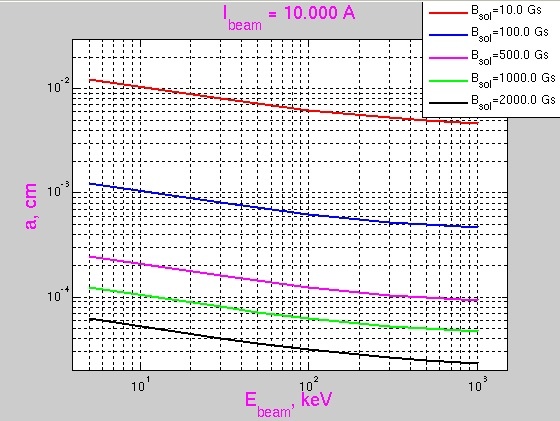 I_beam = 10.000 A
B_sol=10.0 Gs
B_sol=100.0 Gs
B_sol=500.0 Gs
B_sol=1000.0 Gs
B_sol=2000.0 Gs
10^-2
10^-3
10^-4
a, cm
10^1
10^2
10^3
E_beam, keV